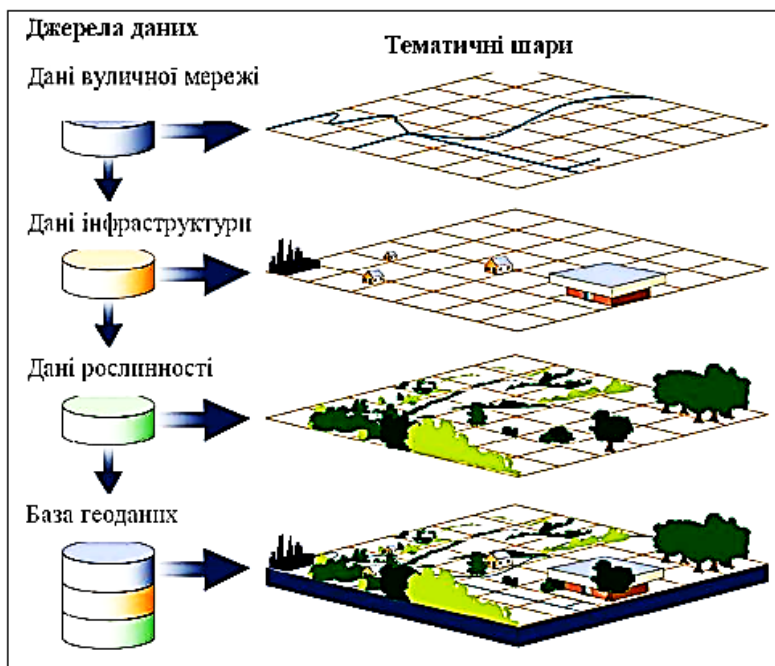 Джерела даних
Тематичні шари
Дані вуличної мережі
Дані інфраструктури
Дані рослинності
База геоданих